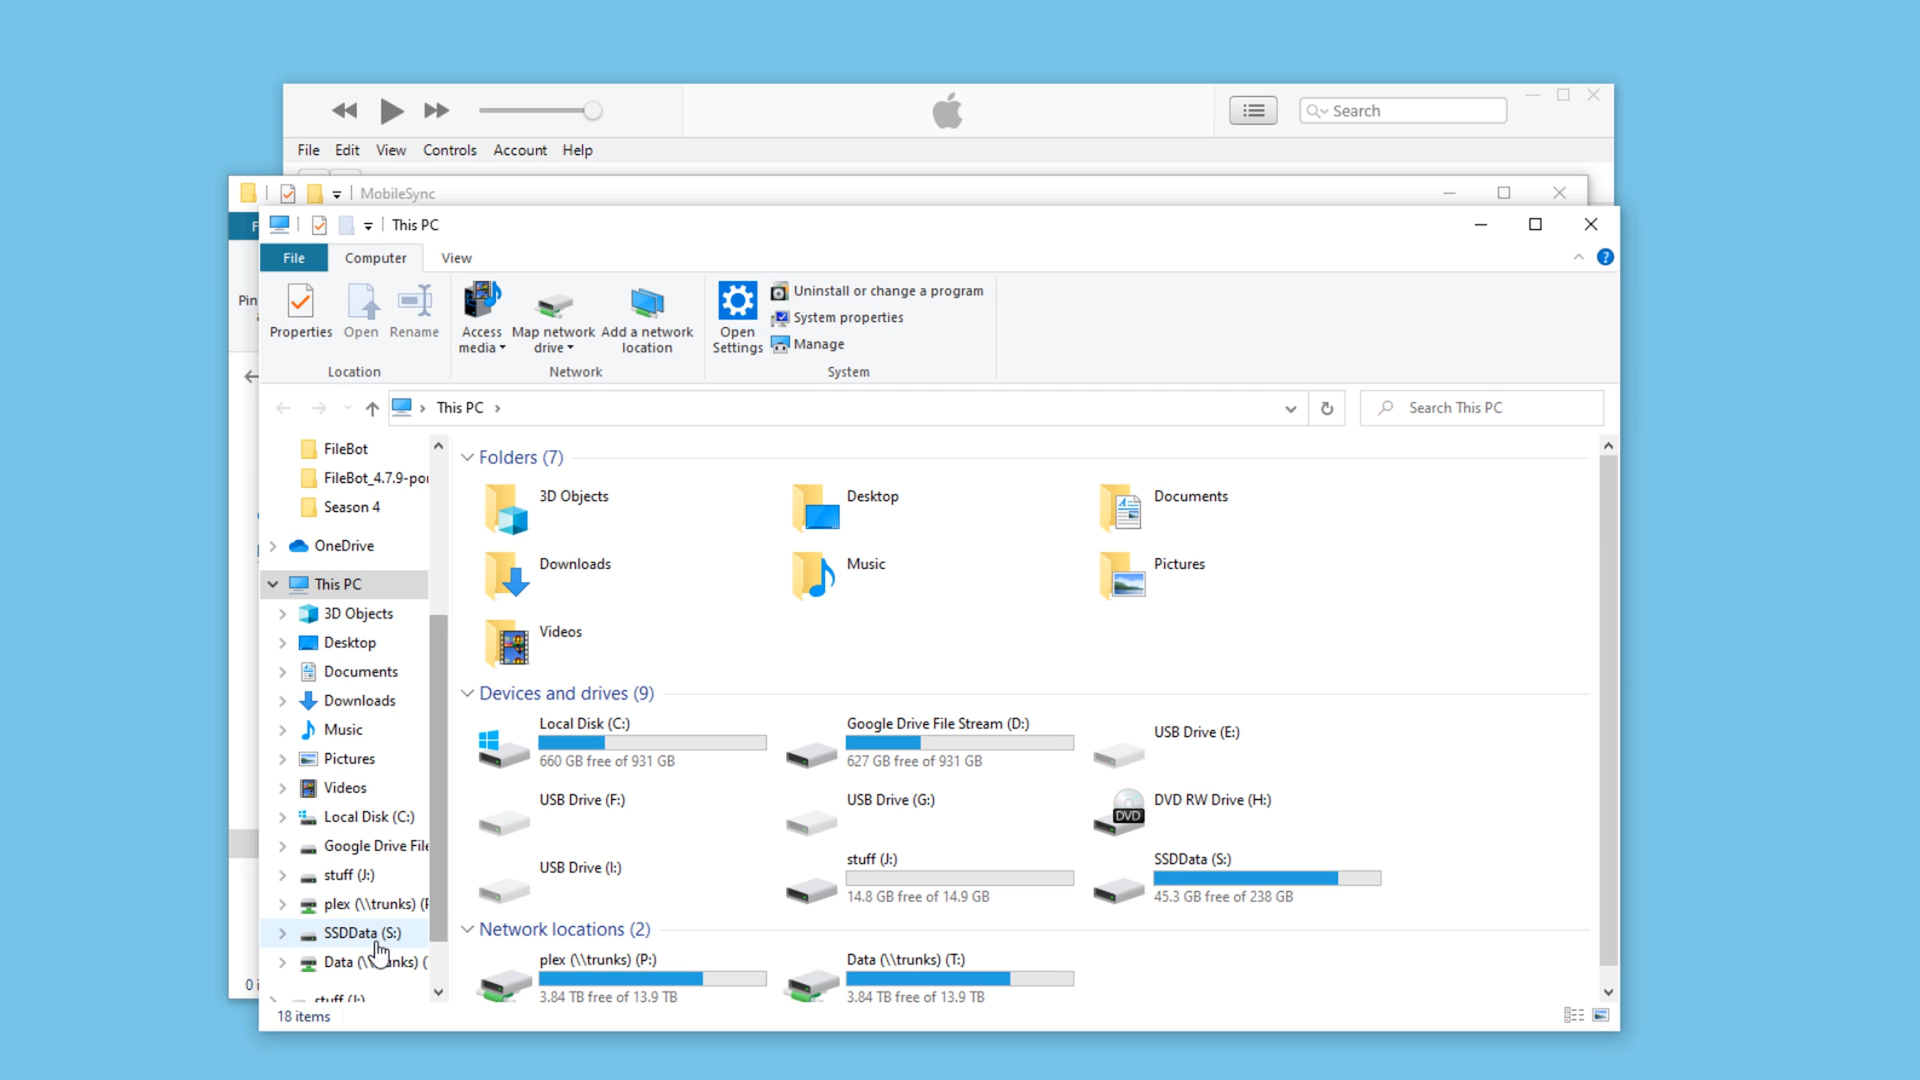 Search
File Edit View Controls Account Help
MobileSync
This PC
File Computer View
Properties Open Rename
Access media
Map network drive
Add a network location
Open Settings
Uninstall or change a program
System properties
Manage
Location Network System
Pin
This PC
Search This PC
FileBot
FileBot_4.7.9-por
Season 4
OneDrive
This PC
3D Objects
Desktop
Documents
Downloads
Music
Pictures
Videos
Local Disk (C:)
Google Drive File
stuff (J:)
plex (\\trunks) (P
SSDData (S:)
Data (\\trunks) (
stuff (J:)
Folders (7)
3D Objects
Desktop
Documents
Downloads
Music
Pictures
Videos
Devices and drives (9)
Local Disk (C:)
660 GB free of 931 GB
Google Drive File Stream (D:)
627 GB free of 931 GB
USB Drive (E:)
USB Drive (F:)
USB Drive (G:)
DVD RW Drive (H:)
DVD
USB Drive (I:)
stuff (J:)
14.8 GB free of 14.9 GB
SSDData (S:)
45.3 GB free of 238 GB
Network locations (2)
plex (\\trunks) (P:)
3.84 TB free of 13.9 TB
Data (\\trunks) (T:)
3.84 TB free of 13.9 TB
0 i
18 items